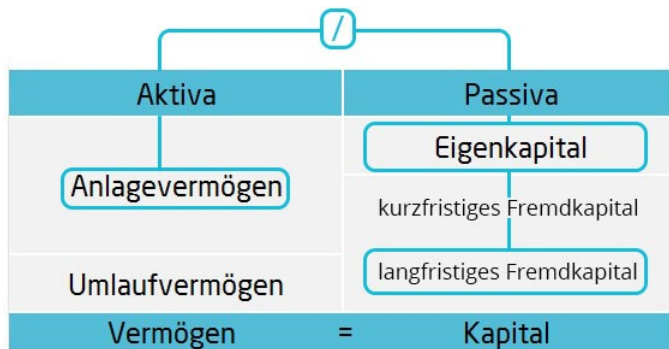 /
Aktiva Passiva
Eigenkapital
Anlagevermögen
kurzfristiges Fremdkapital
langfristiges Fremdkapital
Umlaufvermögen
Vermögen = Kapital